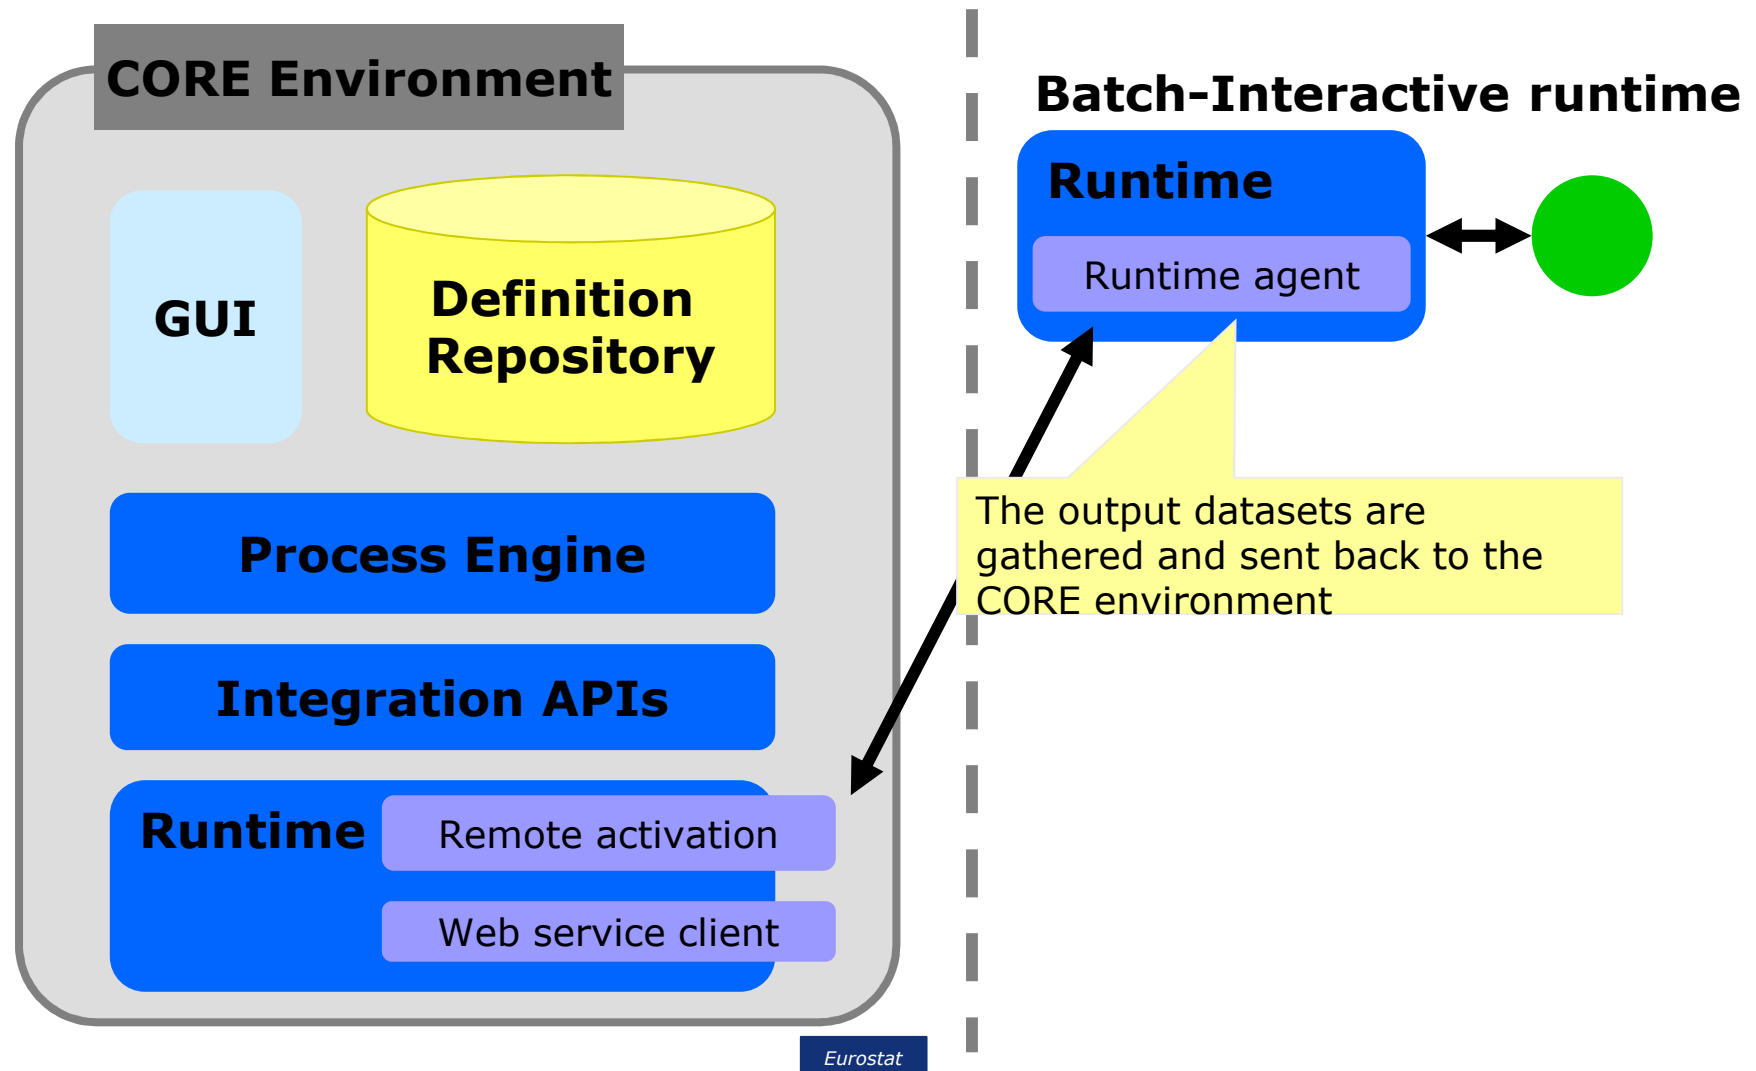 CORE Environment
Batch-Interactive runtime
GUI
Definition
Repository
Process Engine
Integration APIs
Runtime
Remote activation
Web service client
Runtime
Runtime agent
The output datasets are
gathered and sent back to the
CORE environment
Eurostat